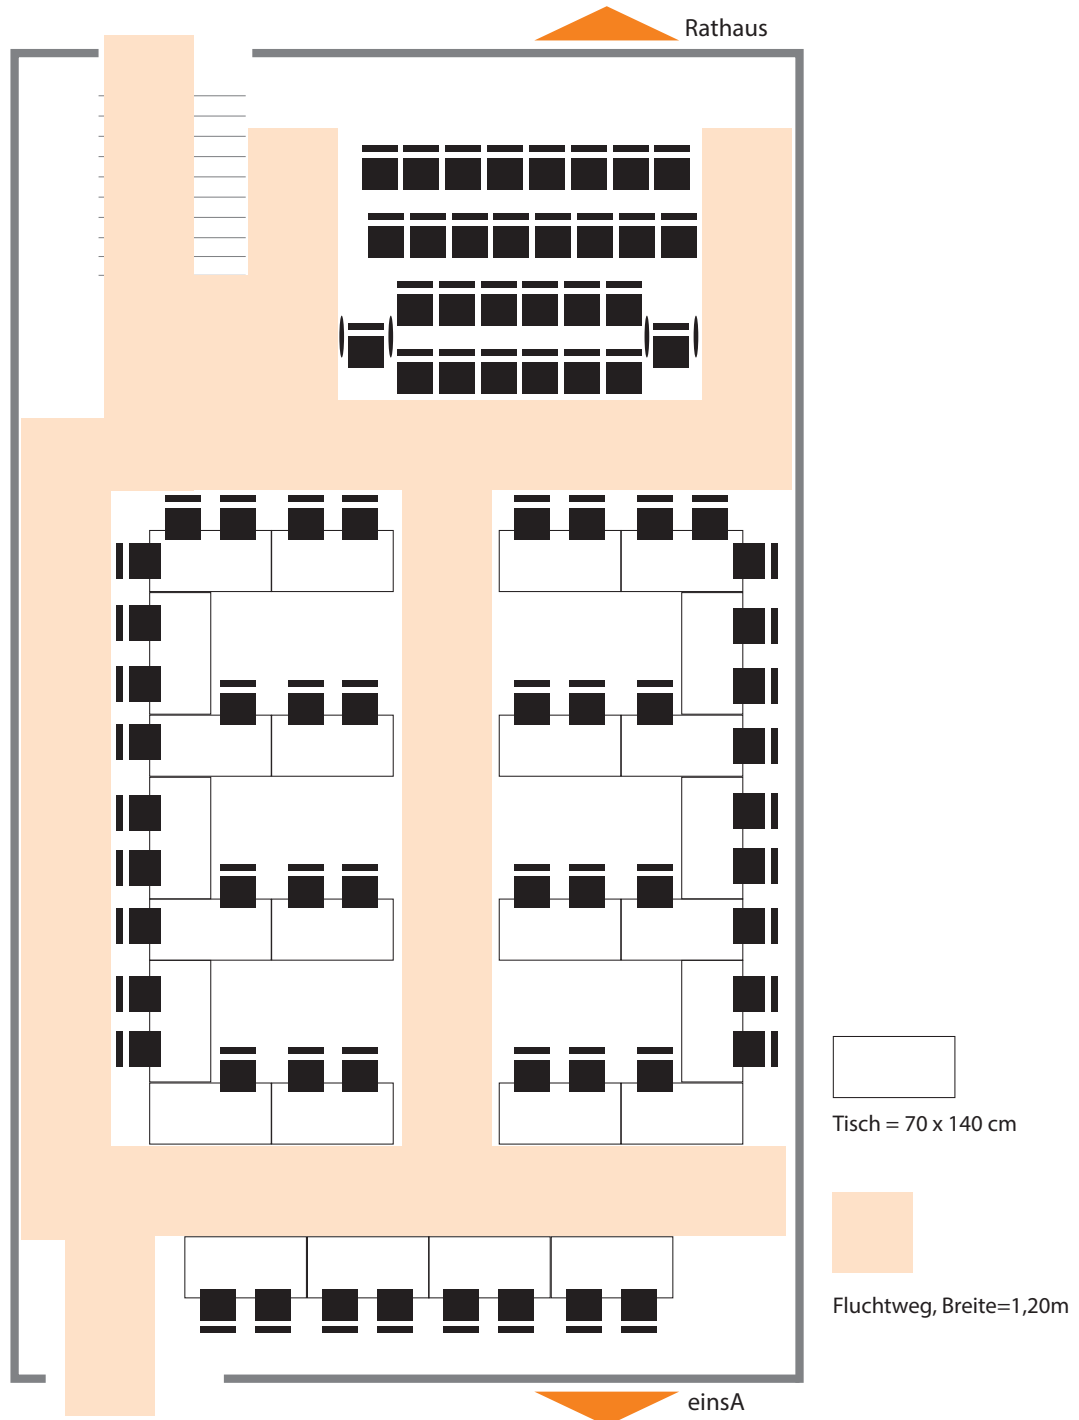 Rathaus
Tisch = 70 x 140 cm
Fluchtweg, Breite=1,20m
einsA